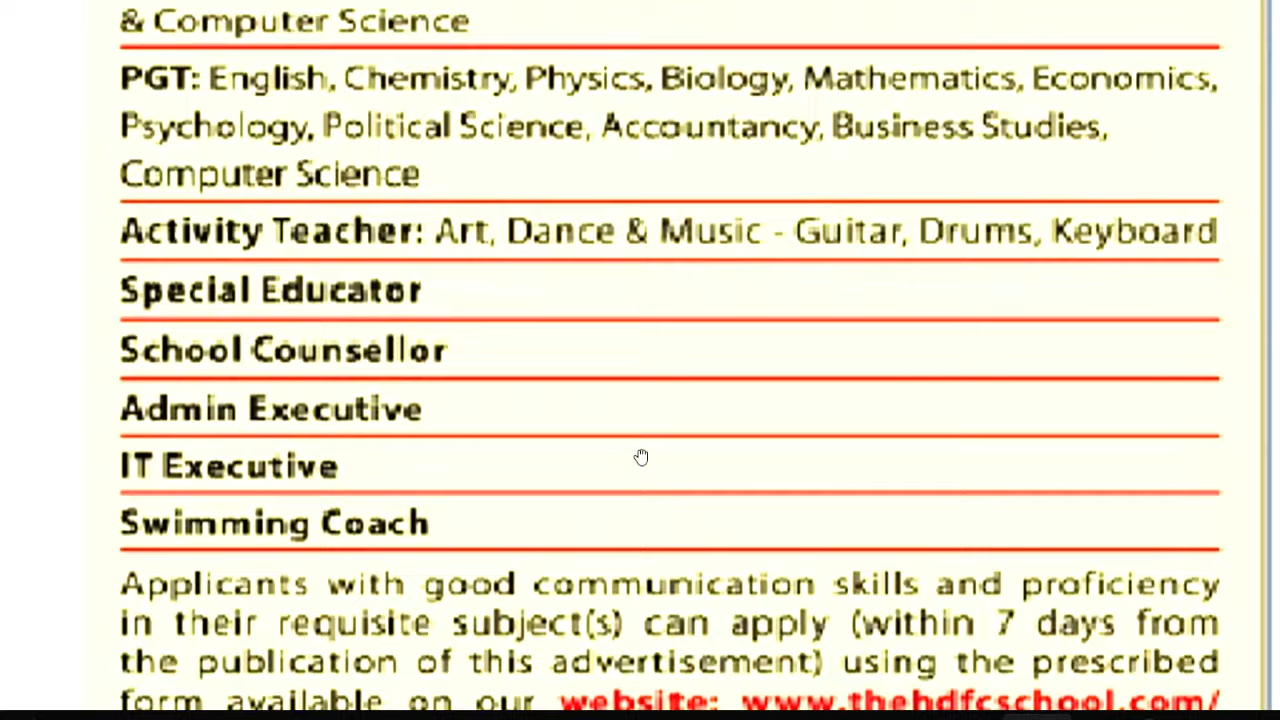 & Computer Science
PGT: English, Chemistry, Physics, Biology, Mathematics, Economics,
Psychology, Political Science, Accountancy, Business Studies,
Computer Science
Activity Teacher: Art, Dance & Music - Guitar, Drums, Keyboard
Special Educator
School Counsellor
Admin Executive
IT Executive
Swimming Coach
Applicants with good communication skills and proficiency
in their requisite subject(s) can apply (within 7 days from
the publication of this advertisement) using the prescribed
form available on our website: www.thehdfcschool.com/